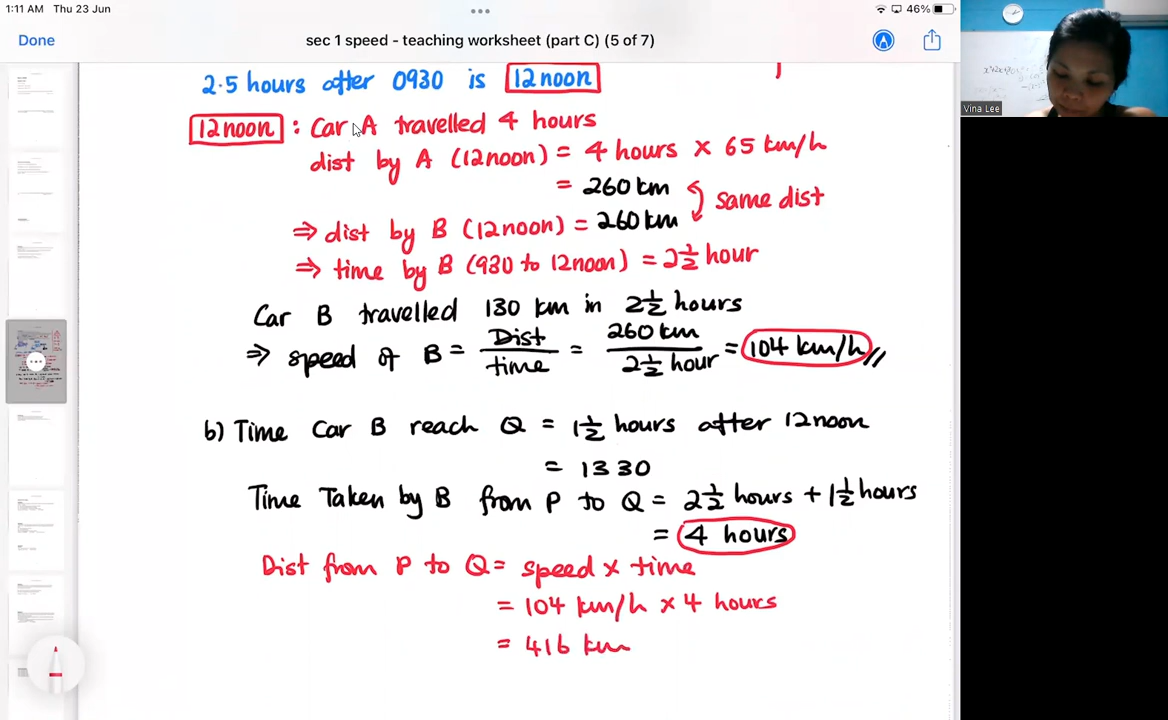 1:11 AM Thu 23 Jun
46%
Done
sec 1 speed - teaching worksheet (part C) (5 of 7)
Vina Lee
2.5 hours after 0930 is 12noon
12noon : Car A travelled 4 hours
dist by A (12noon) = 4 hours x 65 km/h
= 260 km
same dist
⇒ dist by B (12noon) = 260 km
⇒ time by B (930 to 12noon) = 2½ hour
Car B travelled 130 km in 2½ hours
⇒ speed of B = Dist/time = 260 km/2½ hour = 104 km/h //
b) Time Car B reach Q = 1½ hours after 12noon
= 1330
Time Taken by B from P to Q = 2½ hours + 1½ hours
= 4 hours
Dist from P to Q = speed x time
= 104 km/h x 4 hours
= 416 km